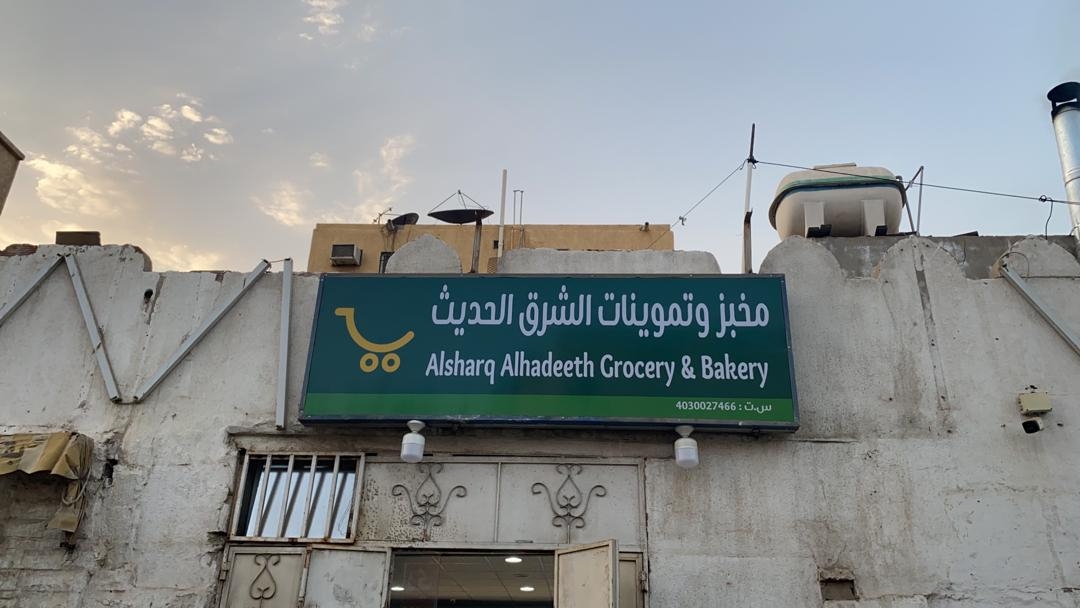 مخبز وتموينات الشرق الحديث
Alsharq Alhadeeth Grocery & Bakery
س.ت : 4030027466